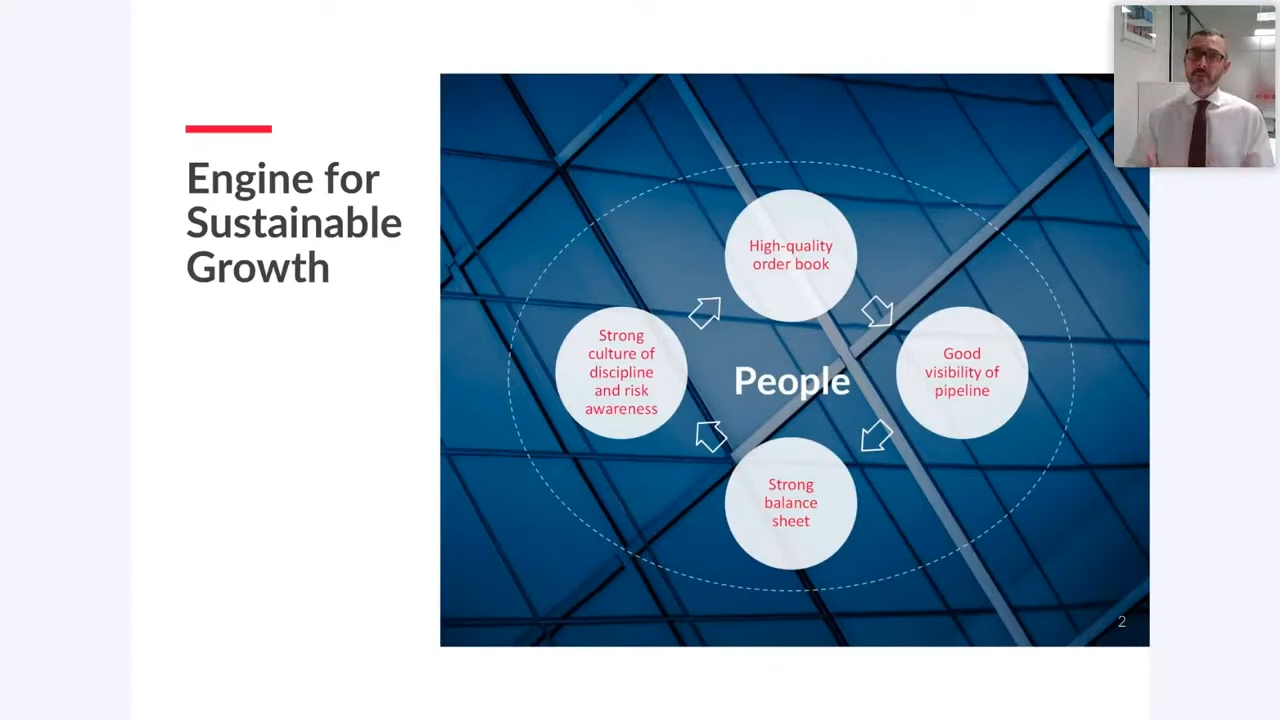 Engine for
Sustainable
Growth
High-quality
order book
Strong
culture of
discipline
and risk
awareness
People
Good
visibility of
pipeline
Strong
balance
sheet
2